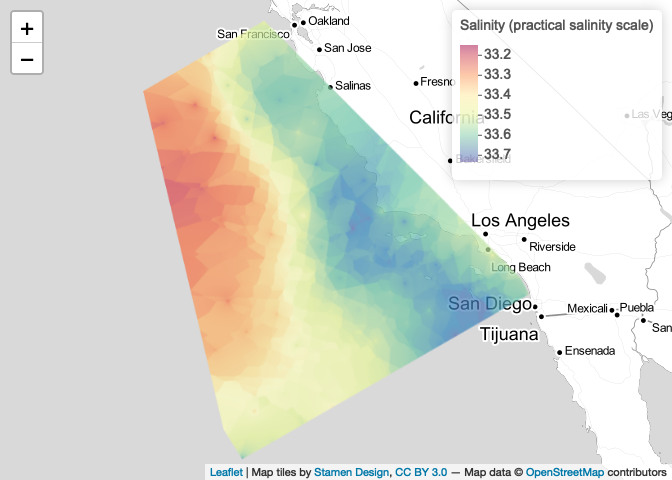 +
−
Oakland
San Francisco
San Jose
Salinas
Fresno
California
Bakersfield
Las Veg
Salinity (practical salinity scale)
33.2
33.3
33.4
33.5
33.6
33.7
Los Angeles
Riverside
Long Beach
San Diego
Tijuana
Mexicali
Puebla
San
Ensenada
Leaflet | Map tiles by Stamen Design, CC BY 3.0 — Map data © OpenStreetMap contributors